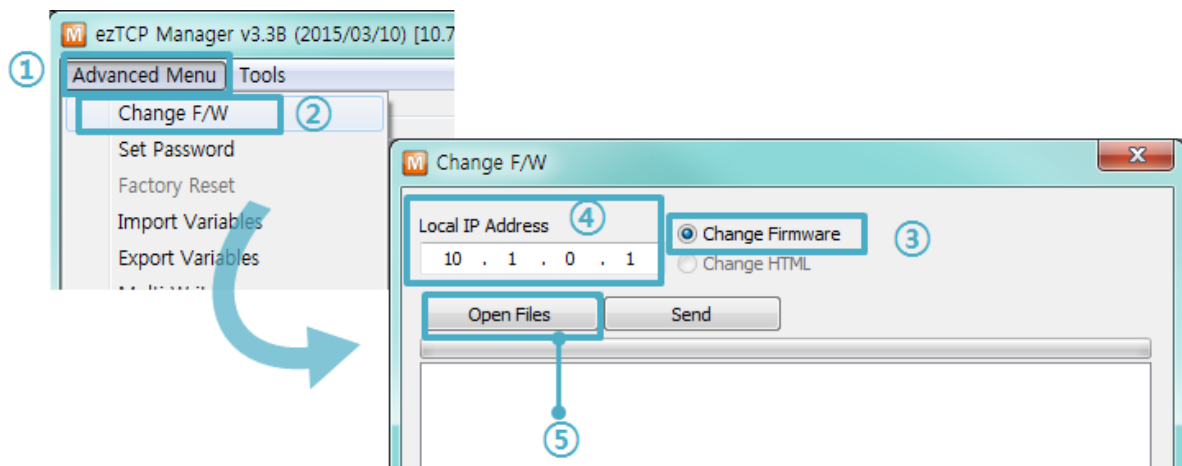 M ezTCP Manager v3.3B (2015/03/10) [10.7
① Advanced Menu Tools
Change F/W ②
Set Password
Factory Reset
Import Variables
Export Variables
M Change F/W x
Local IP Address ④
Change Firmware ③
10 . 1 . 0 . 1
Change HTML
Open Files Send
⑤